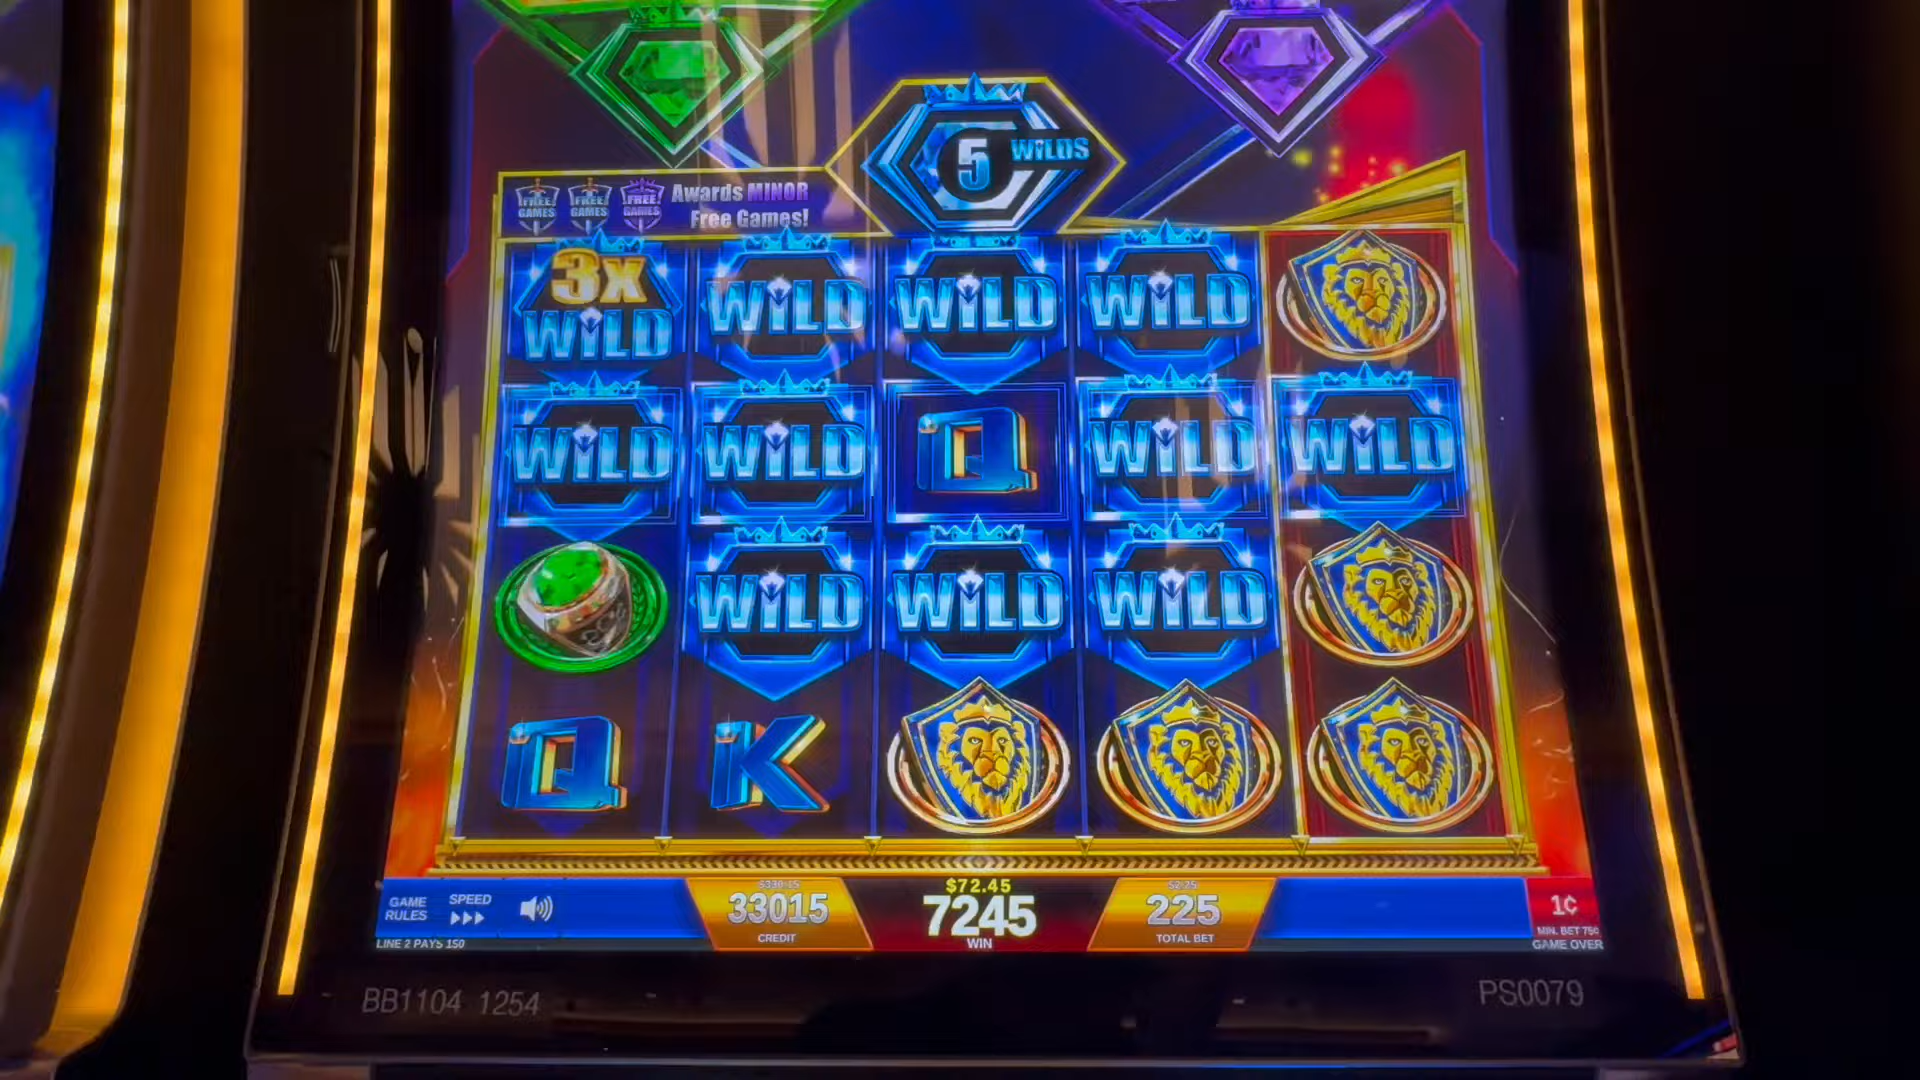 5 WILDS
FREE GAMES FREE GAMES FREE GAMES Awards MINOR
Free Games!
3X
WILD WILD WILD WILD
WILD WILD Q WILD WILD
WILD WILD WILD
Q K
GAME RULES
SPEED
$330.15
33015
CREDIT
$72.45
7245
WIN
$2.25
225
TOTAL BET
1¢
MIN. BET 75¢
LINE 2 PAYS 150
GAME OVER
BB1104 1254
PS0079